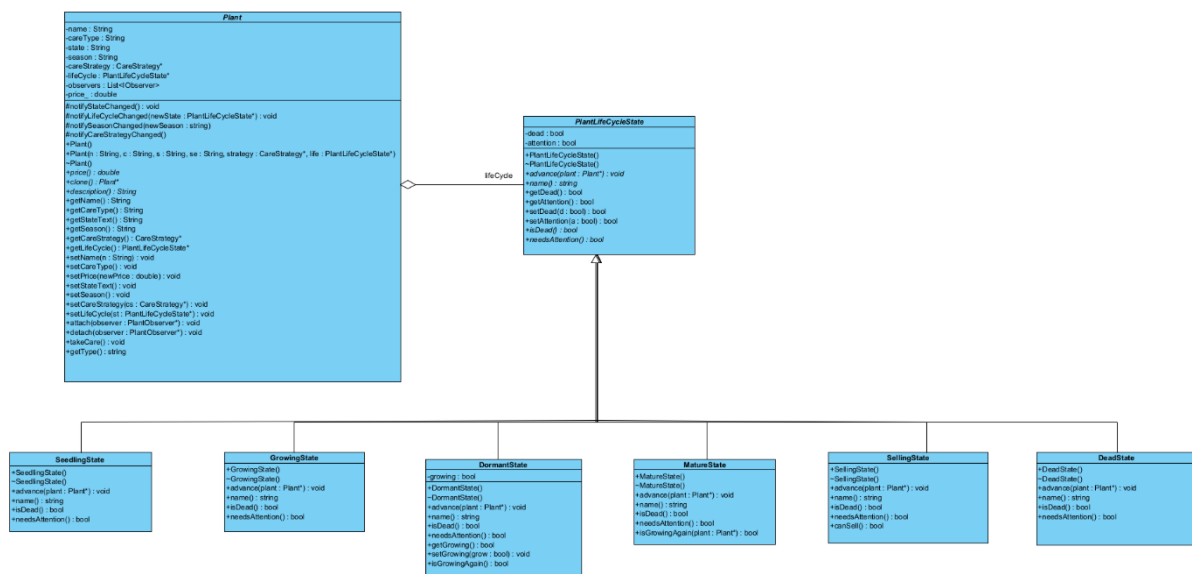 Plant
-name : String
-careType : String
-state : String
-season : String
-careStrategy : CareStrategy*
-lifeCycle : PlantLifeCycleState*
-observers : List<IObserver>
-price_ : double
#notifyStateChanged() : void
#notifyLifeCycleChanged(newState : PlantLifeCycleState*) : void
#notifySeasonChanged(newSeason : string)
#notifyCareStrategyChanged()
+Plant()
+Plant(n : String, c : String, s : String, se : String, strategy : CareStrategy*, life : PlantLifeCycleState*)
~Plant()
+price() : double
+clone() : Plant*
+description() : String
+getName() : String
+getCareType() : String
+getStateText() : String
+getSeason() : String
+getCareStrategy() : CareStrategy*
+getLifeCycle() : PlantLifeCycleState*
+setName(n : String) : void
+setCareType() : void
+setPrice(newPrice : double) : void
+setStateText() : void
+setSeason() : void
+setCareStrategy(cs : CareStrategy*) : void
+setLifeCycle(st : PlantLifeCycleState*) : void
+attach(observer : PlantObserver*) : void
+detach(observer : PlantObserver*) : void
+takeCare() : void
+getType() : string
lifeCycle
PlantLifeCycleState
-dead : bool
-attention : bool
+PlantLifeCycleState()
~PlantLifeCycleState()
+advance(plant : Plant*) : void
+name() : string
+getDead() : bool
+getAttention() : bool
+setDead(d : bool) : bool
+setAttention(a : bool) : bool
+isDead() : bool
+needsAttention() : bool
SeedlingState
+SeedlingState()
~SeedlingState()
+advance(plant : Plant*) : void
+name() : string
+isDead() : bool
+needsAttention() : bool
GrowingState
+GrowingState()
~GrowingState()
+advance(plant : Plant*) : void
+name() : string
+isDead() : bool
+needsAttention() : bool
DormantState
-growing : bool
+DormantState()
~DormantState()
+advance(plant : Plant*) : void
+name() : string
+isDead() : bool
+needsAttention() : bool
+getGrowing() : bool
+setGrowing(grow : bool) : void
+isGrowingAgain() : bool
MatureState
+MatureState()
~MatureState()
+advance(plant : Plant*) : void
+name() : string
+isDead() : bool
+needsAttention() : bool
+isGrowingAgain(plant : Plant*) : bool
SellingState
+SellingState()
~SellingState()
+advance(plant : Plant*) : void
+name() : string
+isDead() : bool
+needsAttention() : bool
+canSell() : bool
DeadState
+DeadState()
~DeadState()
+advance(plant : Plant*) : void
+name() : string
+isDead() : bool
+needsAttention() : bool